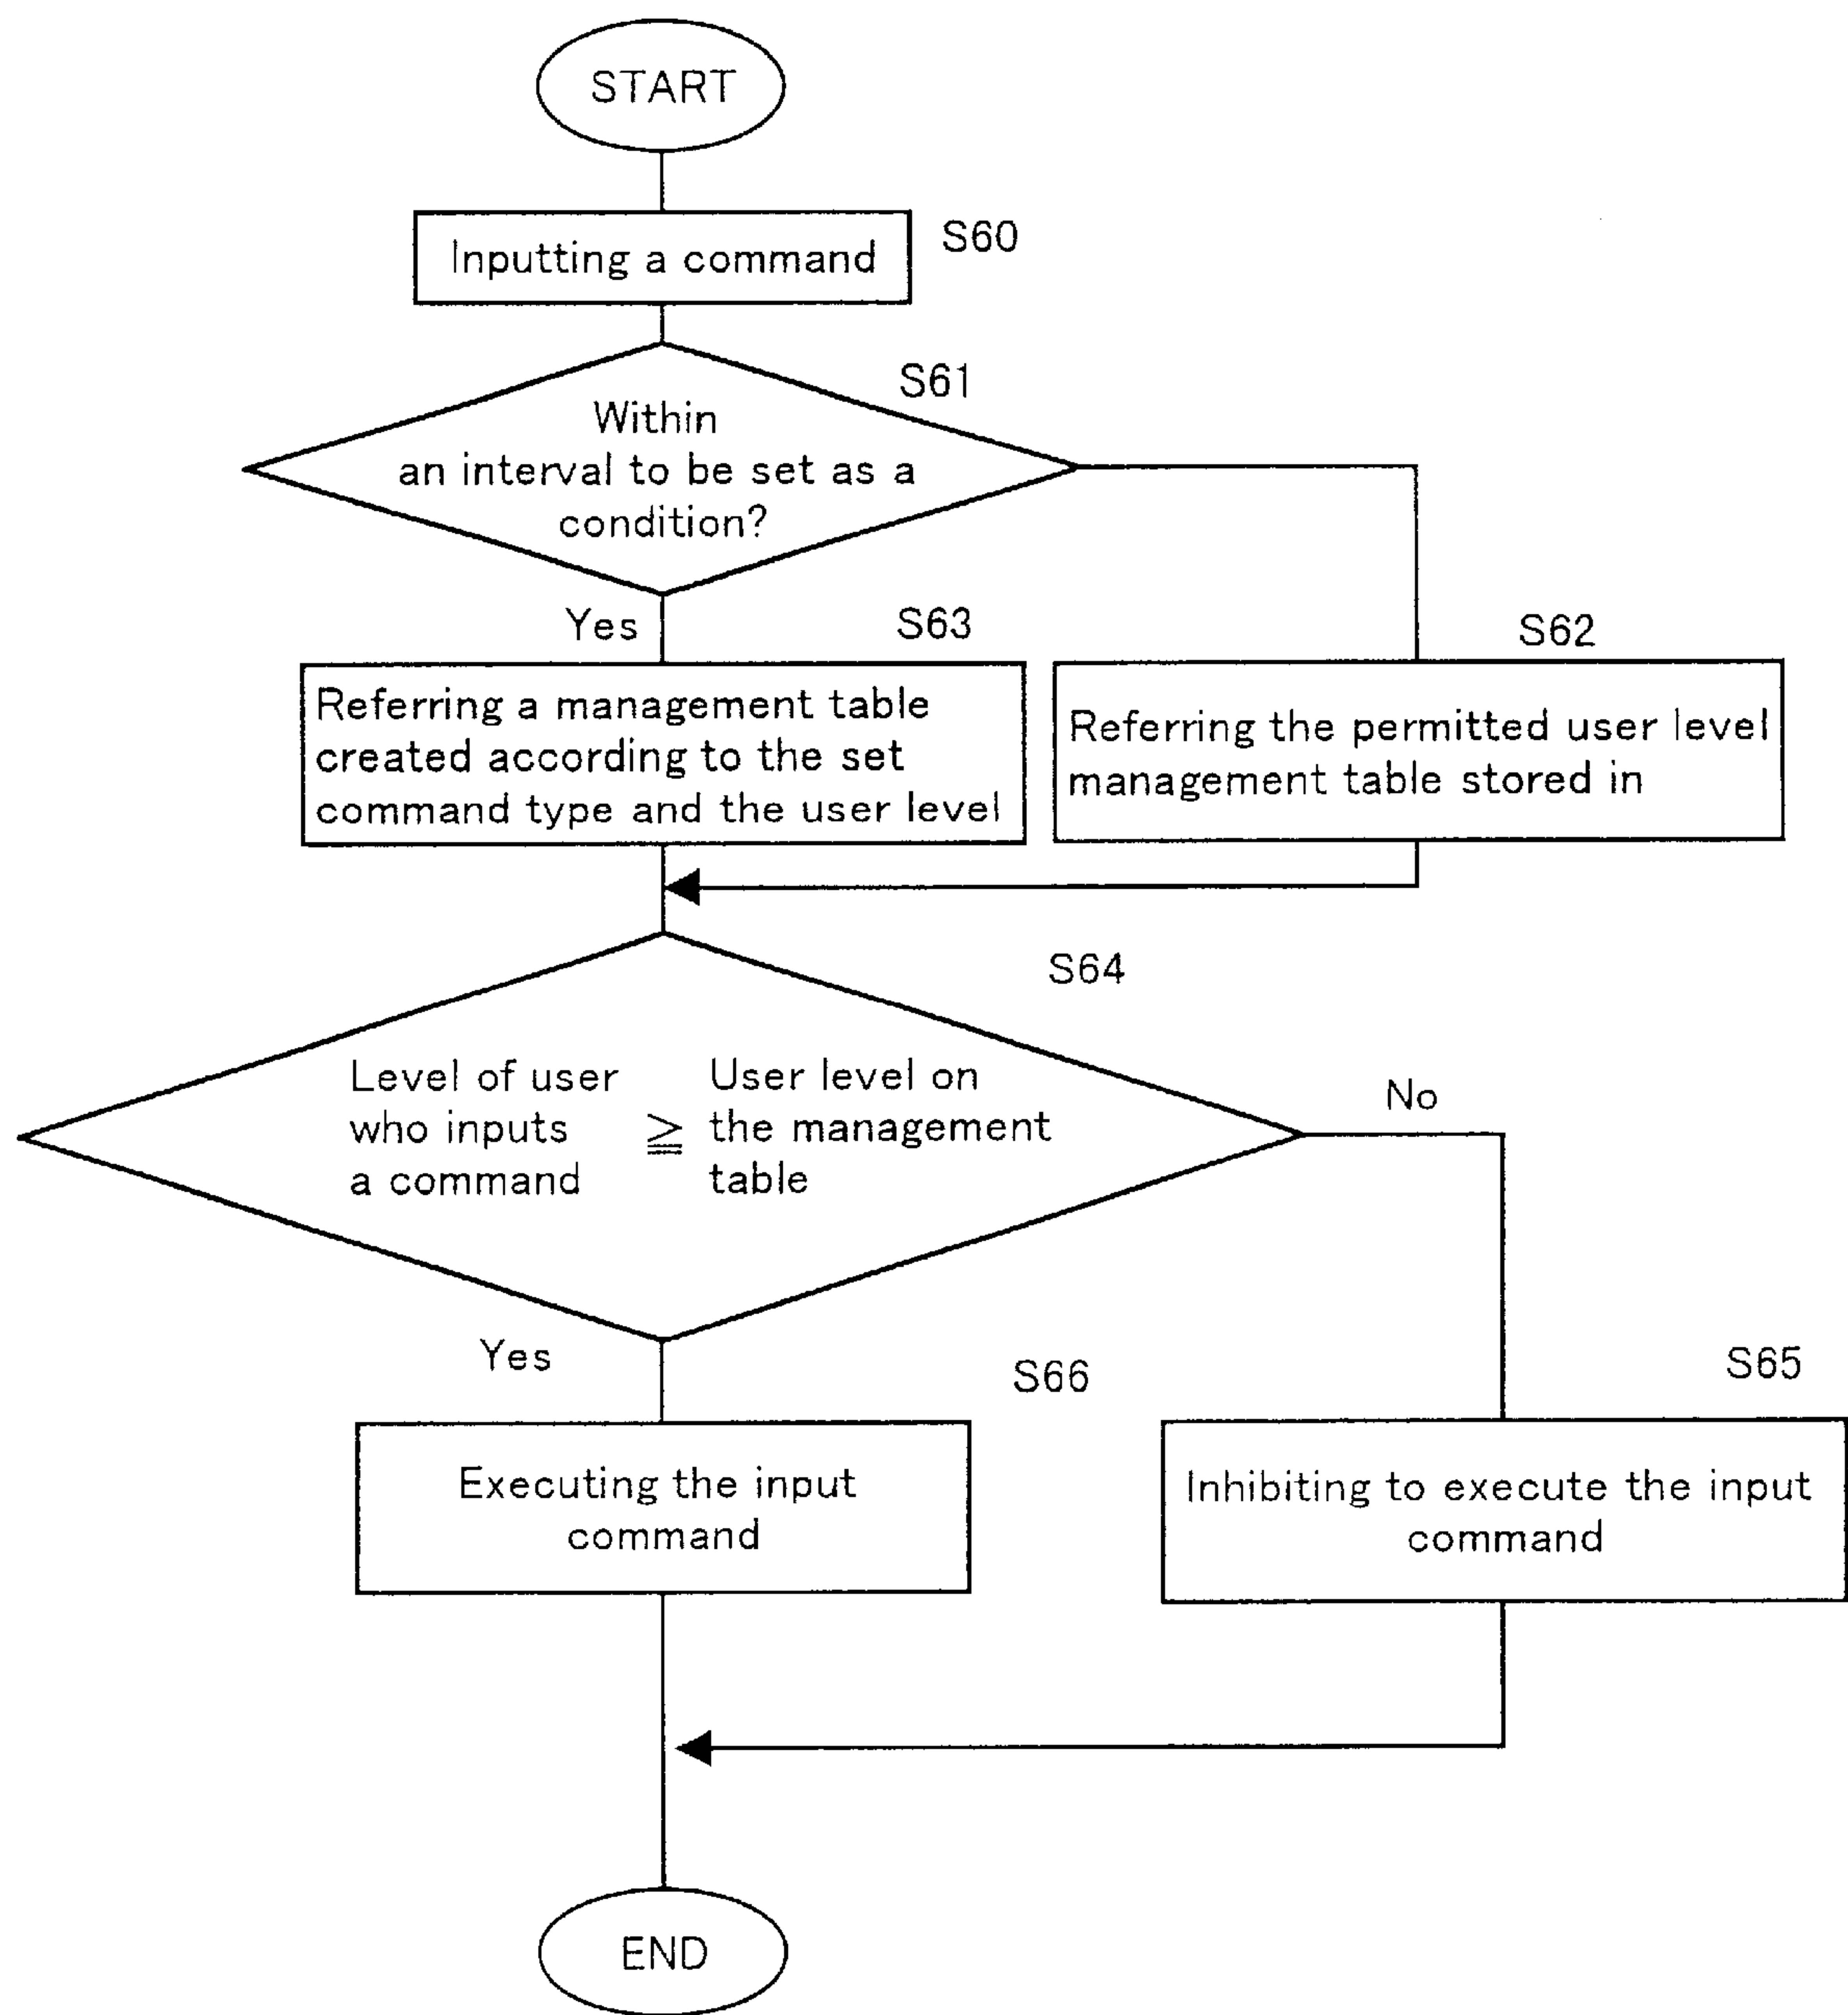 START
Inputting a command
S60
S61
Within
an interval to be set as a
condition?
Yes
S63
Referring a management table
created according to the set
command type and the user level
S62
Referring the permitted user level
management table stored in
S64
Level of user
who inputs
a command
≧
User level on
the management
table
No
Yes
S66
Executing the input
command
S65
Inhibiting to execute the input
command
END